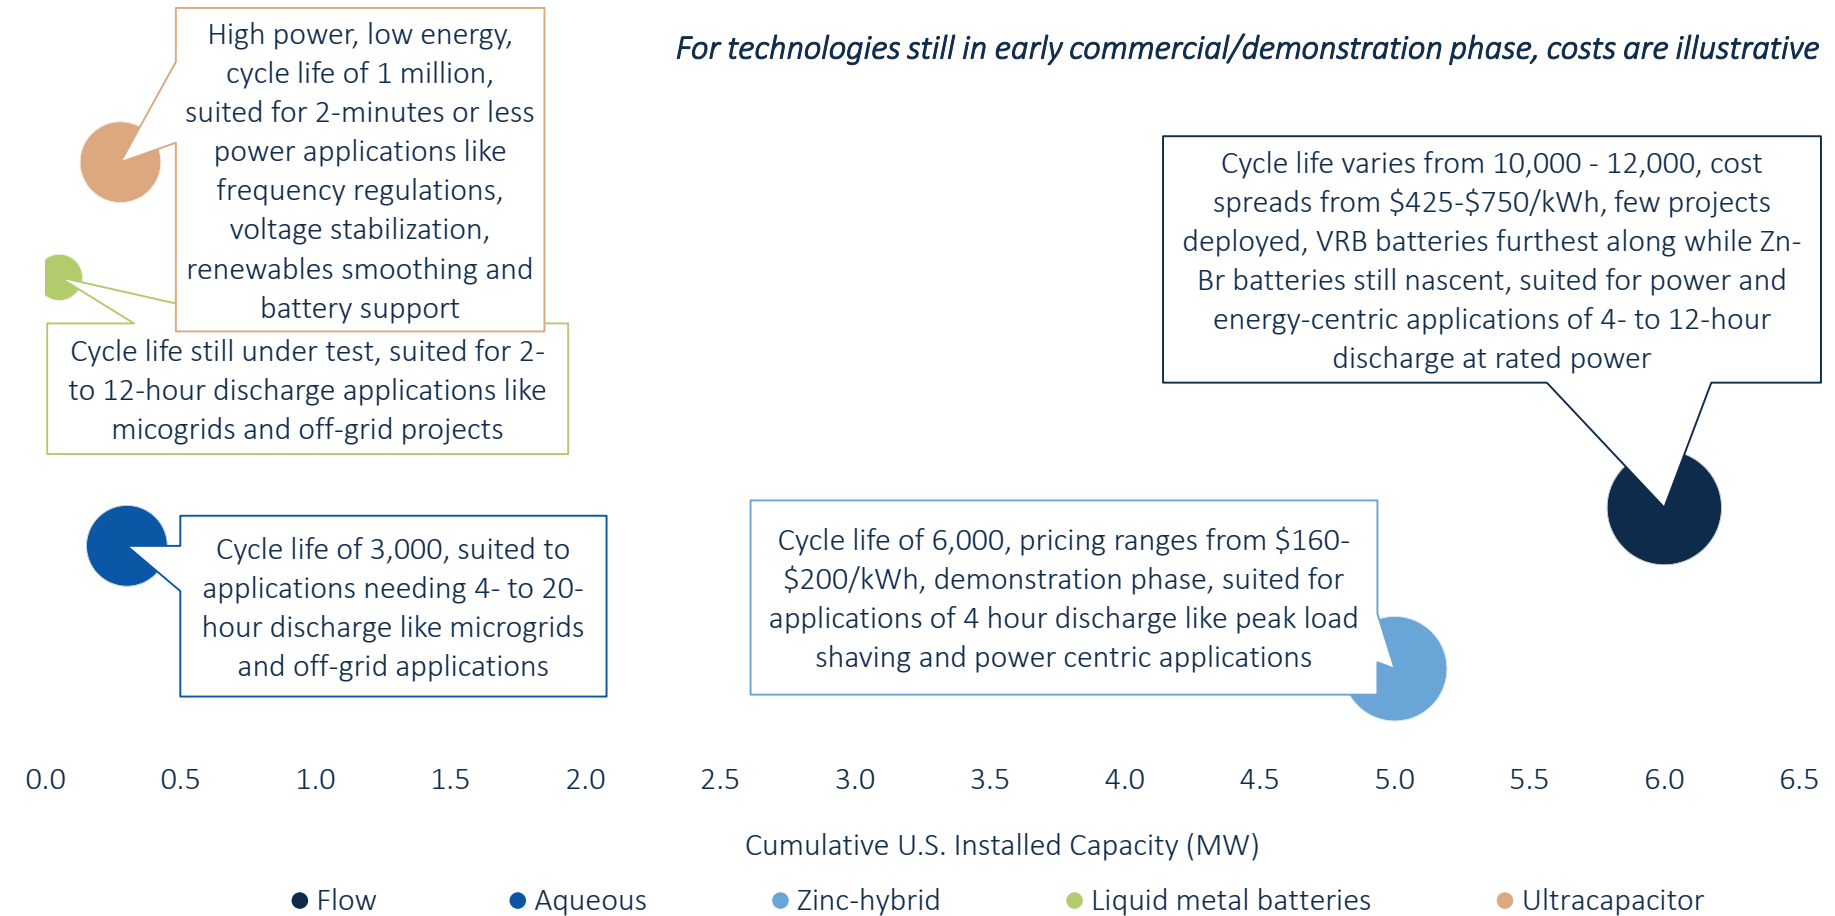 High power, low energy,
cycle life of 1 million,
suited for 2-minutes or less
power applications like
frequency regulations,
voltage stabilization,
renewables smoothing and
battery support
For technologies still in early commercial/demonstration phase, costs are illustrative
Cycle life varies from 10,000 - 12,000, cost
spreads from $425-$750/kWh, few projects
deployed, VRB batteries furthest along while Zn-
Br batteries still nascent, suited for power and
energy-centric applications of 4- to 12-hour
discharge at rated power
Cycle life still under test, suited for 2-
to 12-hour discharge applications like
micogrids and off-grid projects
Cycle life of 3,000, suited to
applications needing 4- to 20-
hour discharge like microgrids
and off-grid applications
Cycle life of 6,000, pricing ranges from $160-
$200/kWh, demonstration phase, suited for
applications of 4 hour discharge like peak load
shaving and power centric applications
0.0 0.5 1.0 1.5 2.0 2.5 3.0 3.5 4.0 4.5 5.0 5.5 6.0 6.5
Cumulative U.S. Installed Capacity (MW)
Flow Aqueous Zinc-hybrid Liquid metal batteries Ultracapacitor